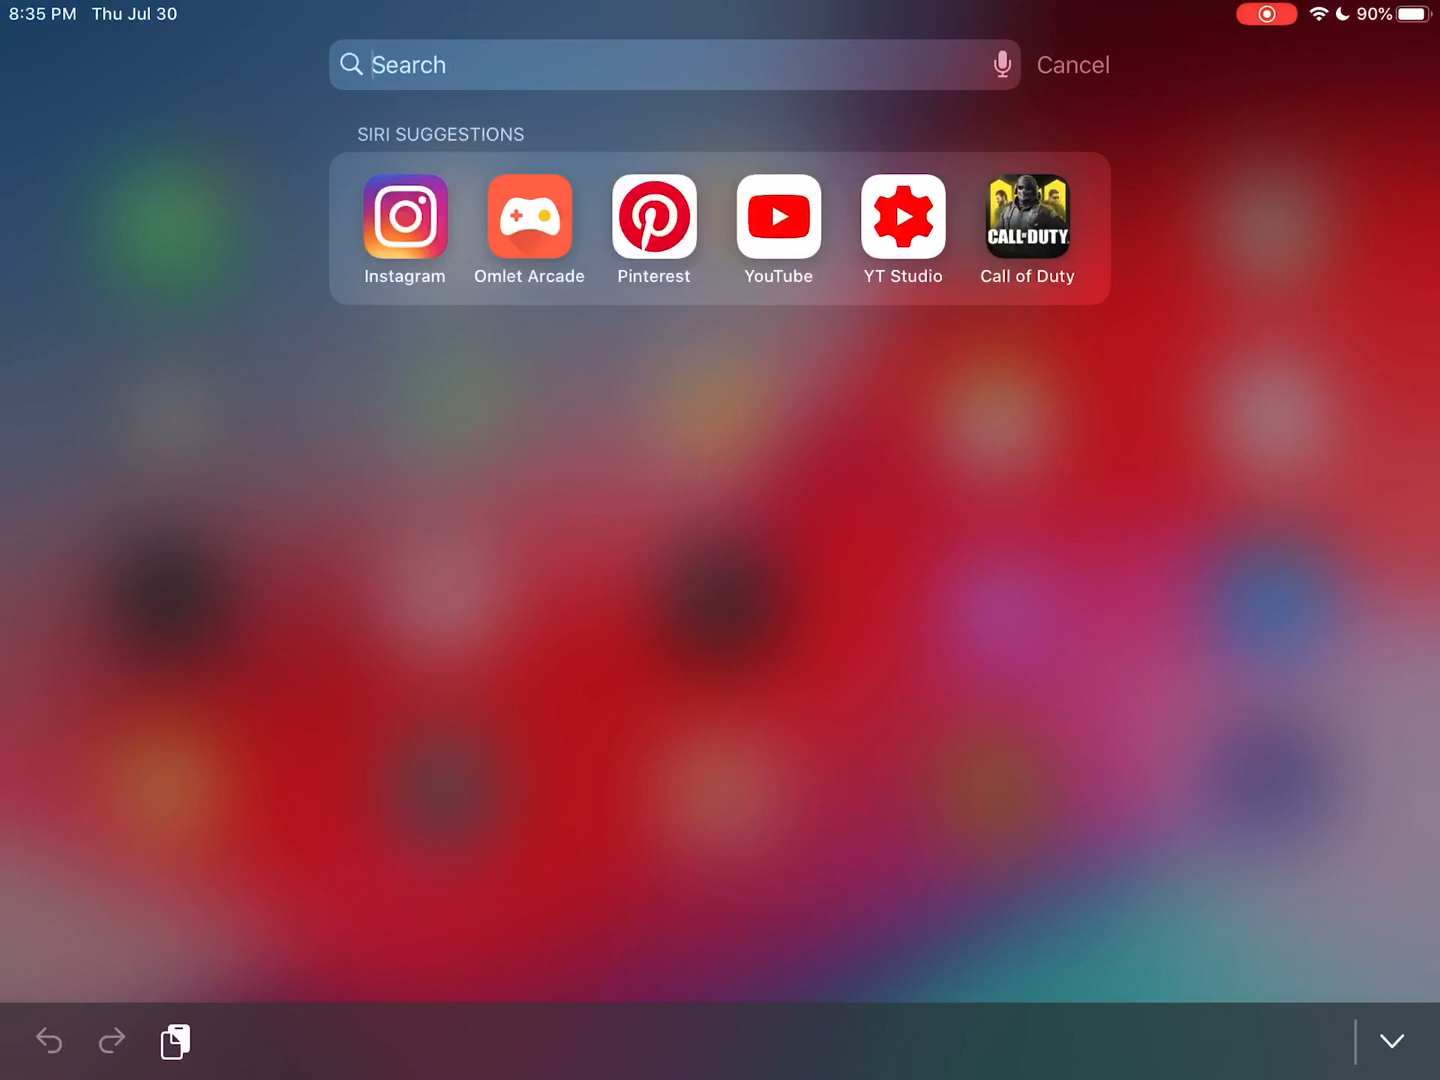 8:35 PM Thu Jul 30
90%
Search
Cancel
SIRI SUGGESTIONS
CALL OF DUTY
Instagram Omlet Arcade Pinterest YouTube YT Studio Call of Duty